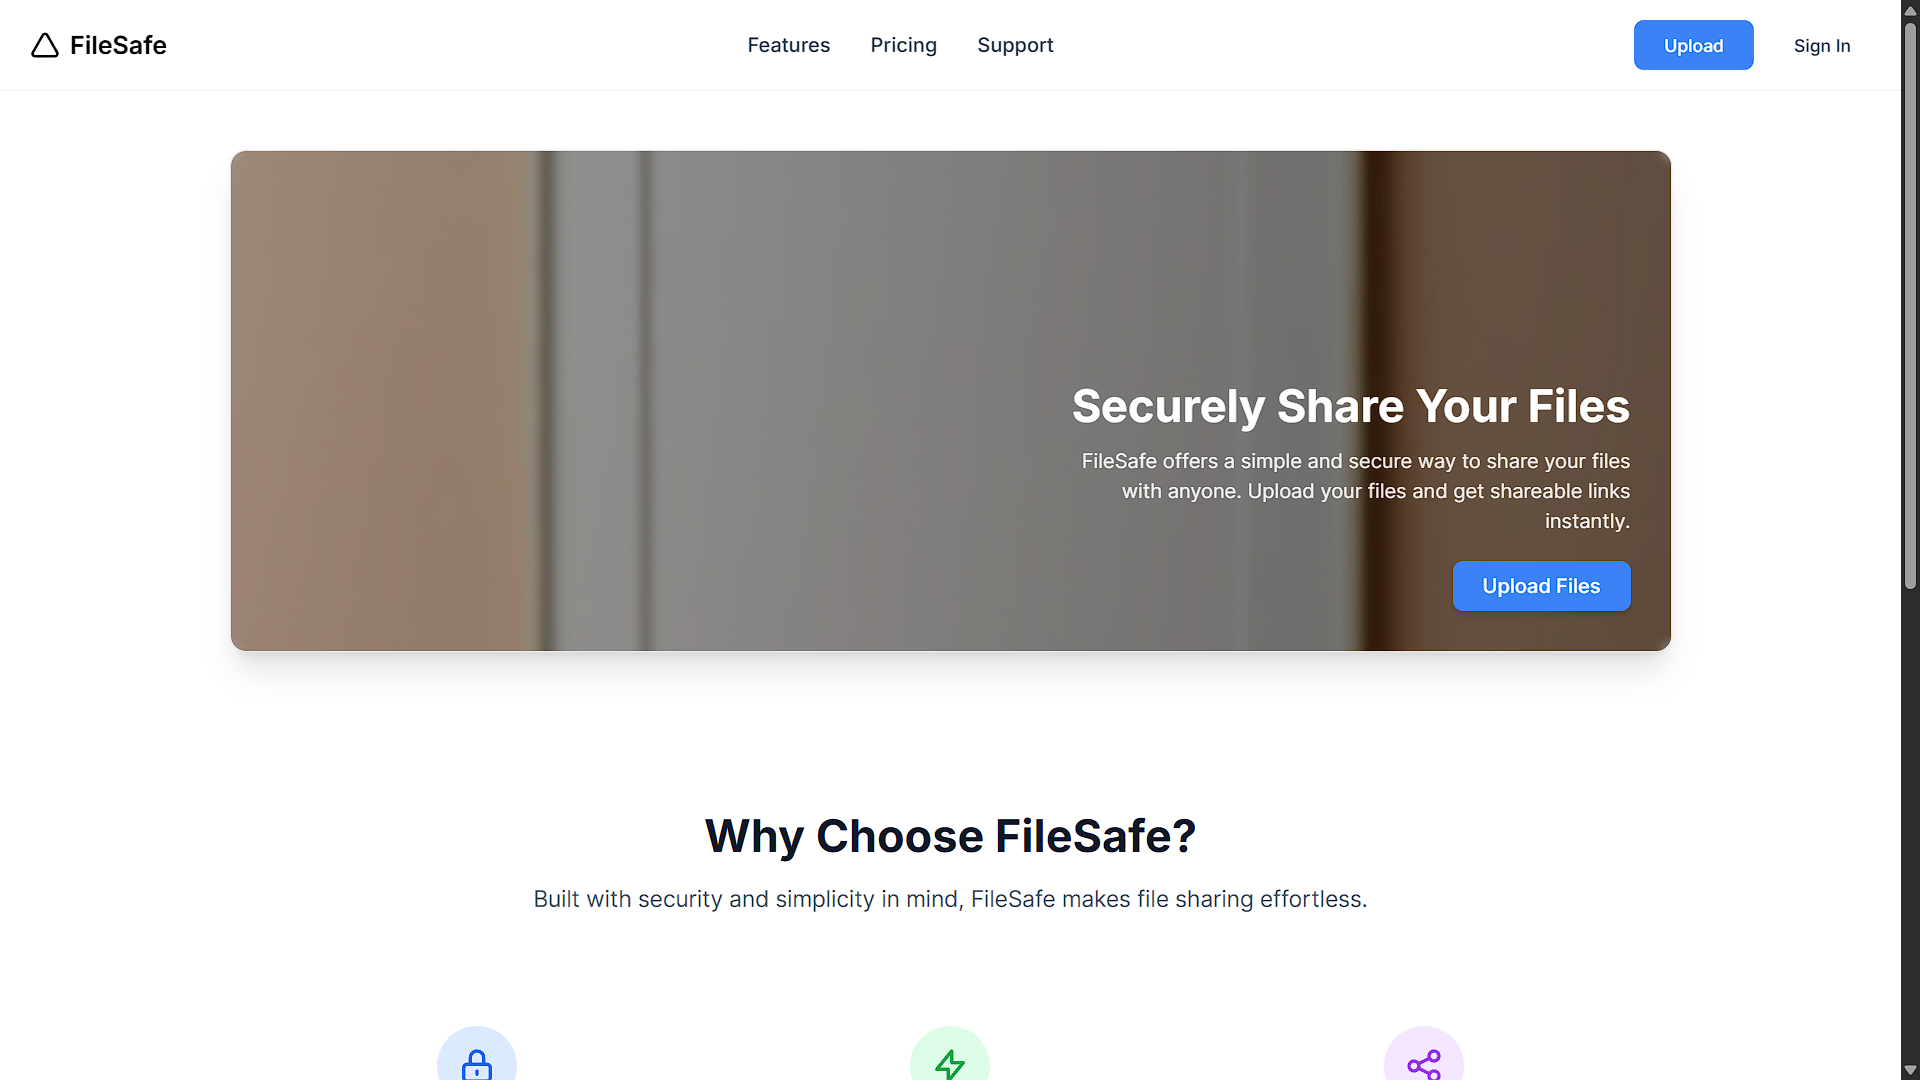 FileSafe
Features
Pricing
Support
Upload
Sign In
Securely Share Your Files
FileSafe offers a simple and secure way to share your files
with anyone. Upload your files and get shareable links
instantly.
Upload Files
Why Choose FileSafe?
Built with security and simplicity in mind, FileSafe makes file sharing effortless.